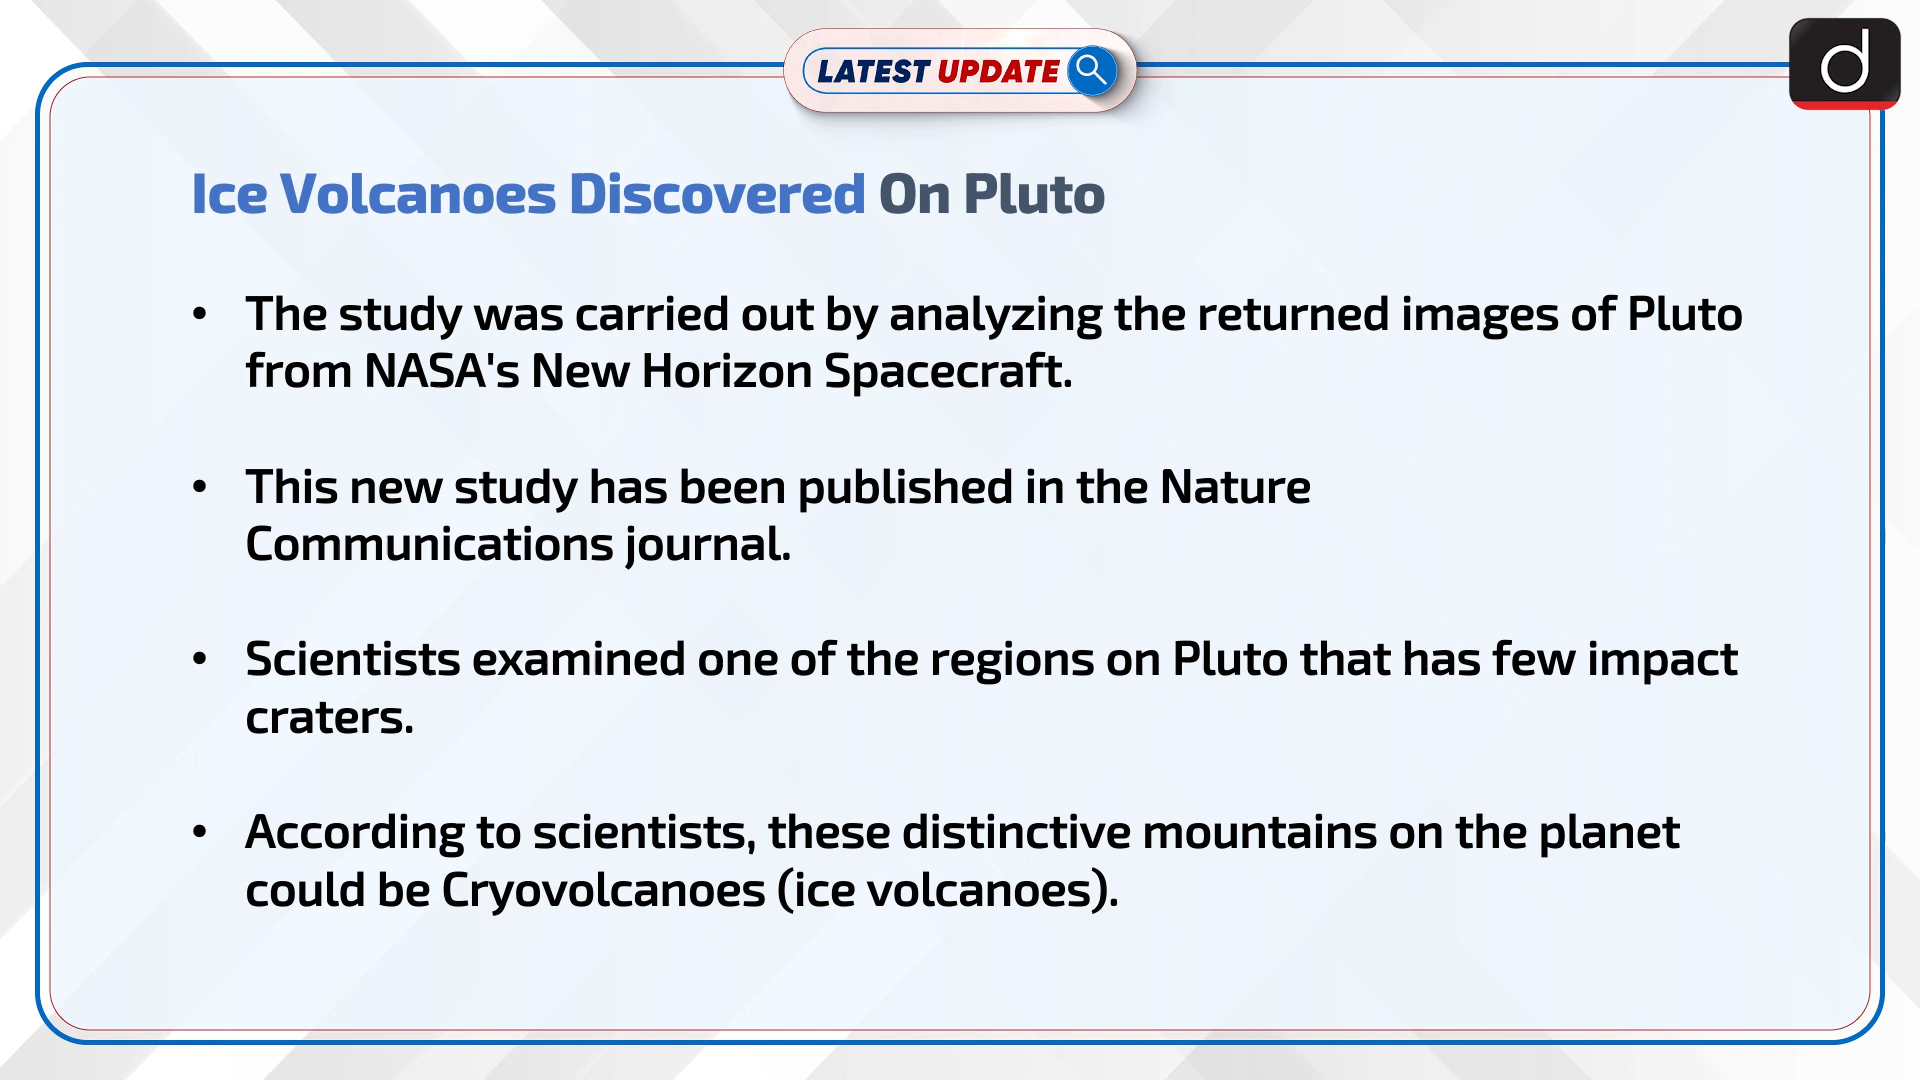 LATEST UPDATE
d
Ice Volcanoes Discovered On Pluto
• The study was carried out by analyzing the returned images of Pluto
from NASA's New Horizon Spacecraft.
• This new study has been published in the Nature
Communications journal.
• Scientists examined one of the regions on Pluto that has few impact
craters.
• According to scientists, these distinctive mountains on the planet
could be Cryovolcanoes (ice volcanoes).